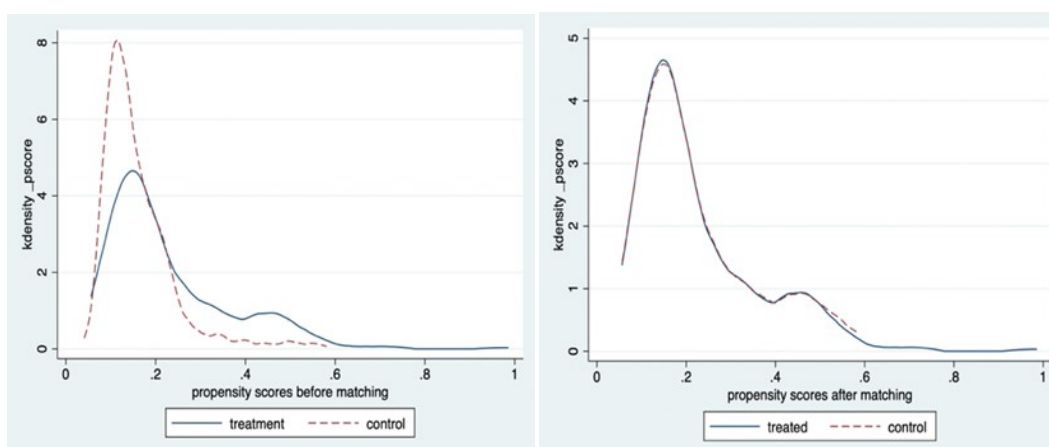 8
6
4
2
0
kdensity _pscore
0
.2
.4
.6
.8
1
propensity scores before matching
treatment
control
5
4
3
2
1
0
kdensity _pscore
0
.2
.4
.6
.8
1
propensity scores after matching
treated
control